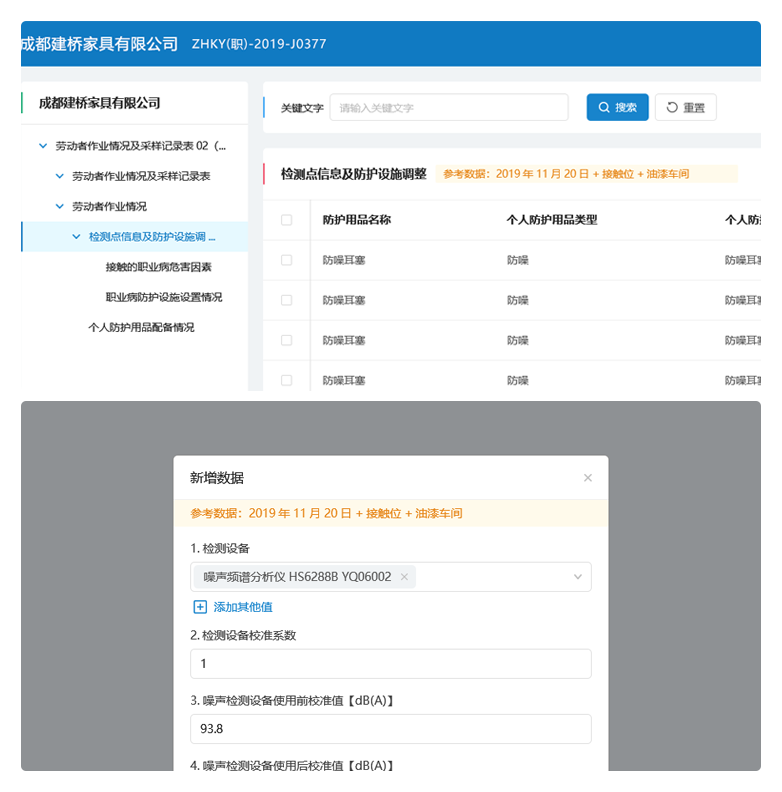 成都建桥家具有限公司 ZHKY(职)-2019-J0377
成都建桥家具有限公司
劳动者作业情况及采样记录表 02（...
劳动者作业情况及采样记录表
劳动者作业情况
检测点信息及防护设施调 ...
接触的职业病危害因素
职业病防护设施设置情况
个人防护用品配备情况
关键文字 请输入关键文字 搜索 重置
检测点信息及防护设施调整 参考数据：2019 年 11 月 20 日 + 接触位 + 油漆车间
防护用品名称 个人防护用品类型 个人防
防噪耳塞 防噪 防噪耳塞
防噪耳塞 防噪 防噪耳塞
防噪耳塞 防噪 防噪耳塞
防噪耳塞 防噪 防噪耳塞
新增数据
参考数据：2019 年 11 月 20 日 + 接触位 + 油漆车间
1. 检测设备
噪声频谱分析仪 HS6288B YQ06002
添加其他值
2. 检测设备校准系数
1
3. 噪声检测设备使用前校准值【dB(A)】
93.8
4. 噪声检测设备使用后校准值【dB(A)】